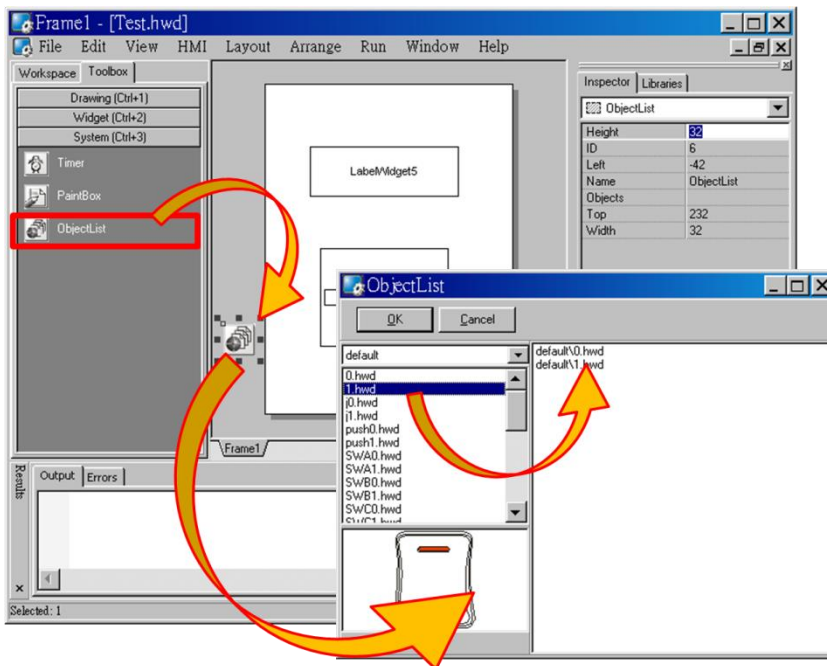 Frame1 - [Test.hwd]
File Edit View HMI Layout Arrange Run Window Help
Workspace Toolbox
Drawing (Ctrl+1)
Widget (Ctrl+2)
System (Ctrl+3)
Timer
PaintBox
ObjectList
LabelWidget5
Frame1
Inspector Libraries
ObjectList
Height 32
ID 6
Left -42
Name ObjectList
Objects
Top 232
Width 32
Results
Output Errors
Selected: 1
ObjectList
OK Cancel
default
0.hwd
1.hwd
j0.hwd
j1.hwd
push0.hwd
push1.hwd
SWA0.hwd
SWA1.hwd
SWB0.hwd
SWB1.hwd
SWC0.hwd
SWC1.hwd
default\0.hwd
default\1.hwd